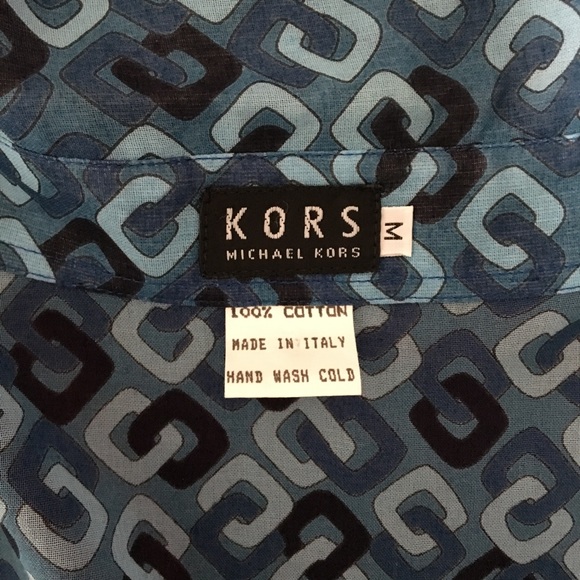 KORS
MICHAEL KORS
M
100% COTTON
MADE IN ITALY
HAND WASH COLD